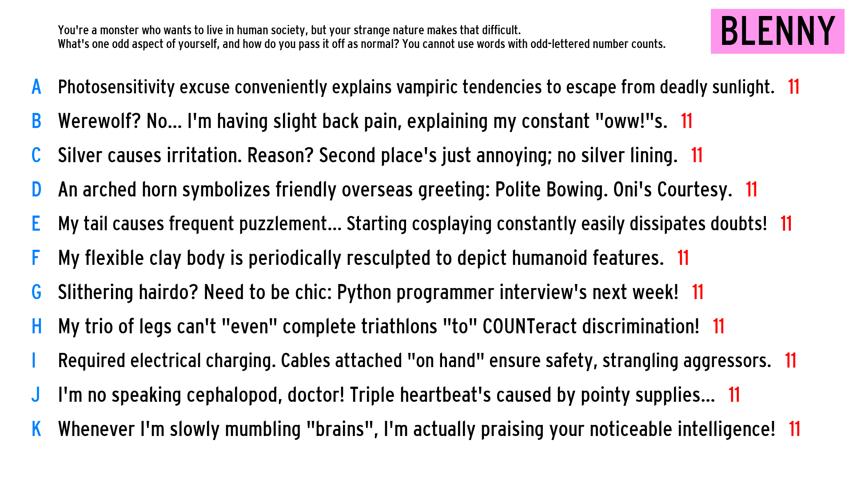 You're a monster who wants to live in human society, but your strange nature makes that difficult.
What's one odd aspect of yourself, and how do you pass it off as normal? You cannot use words with odd-lettered number counts.
BLENNY
A Photosensitivity excuse conveniently explains vampiric tendencies to escape from deadly sunlight. 11
B Werewolf? No... I'm having slight back pain, explaining my constant "oww!"s. 11
C Silver causes irritation. Reason? Second place's just annoying; no silver lining. 11
D An arched horn symbolizes friendly overseas greeting: Polite Bowing. Oni's Courtesy. 11
E My tail causes frequent puzzlement... Starting cosplaying constantly easily dissipates doubts! 11
F My flexible clay body is periodically resculpted to depict humanoid features. 11
G Slithering hairdo? Need to be chic: Python programmer interview's next week! 11
H My trio of legs can't "even" complete triathlons "to" COUNTeract discrimination! 11
I Required electrical charging. Cables attached "on hand" ensure safety, strangling aggressors. 11
J I'm no speaking cephalopod, doctor! Triple heartbeat's caused by pointy supplies... 11
K Whenever I'm slowly mumbling "brains", I'm actually praising your noticeable intelligence! 11